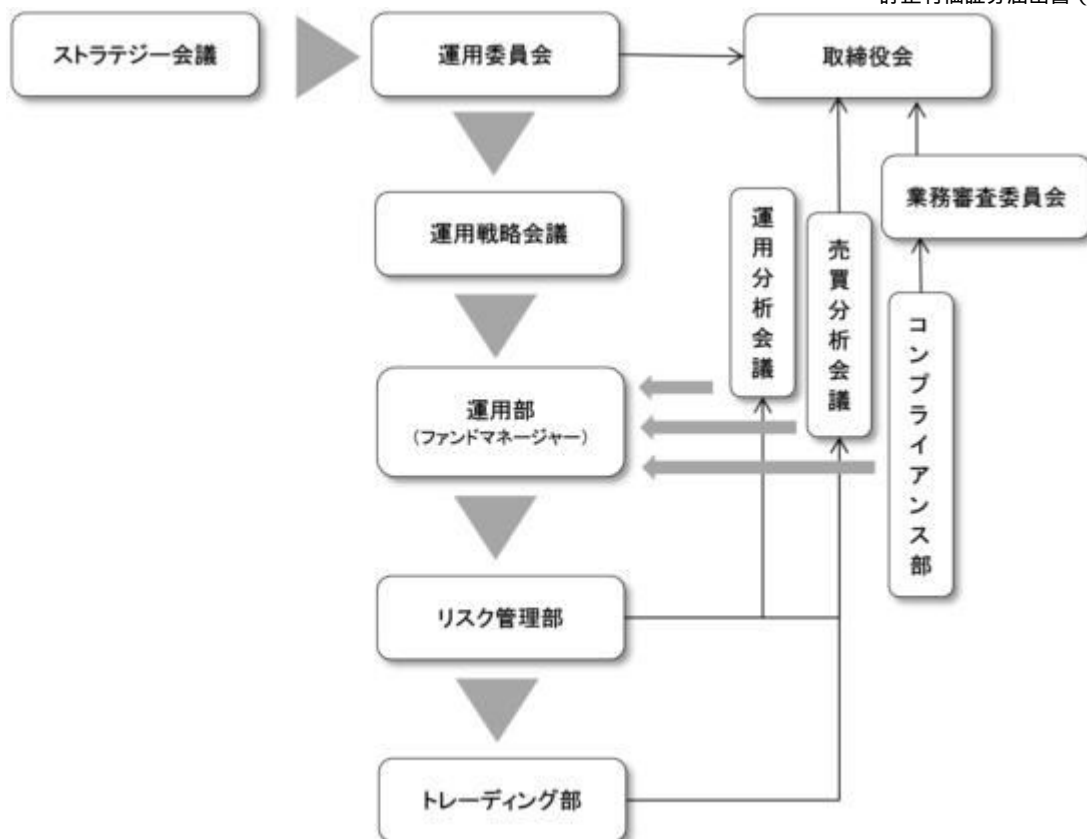 ストラテジー会議
運用委員会
取締役会
業務審査委員会
運用戦略会議
運用分析会議
売買分析会議
コンプライアンス部
運用部
（ファンドマネージャー）
リスク管理部
トレーディング部